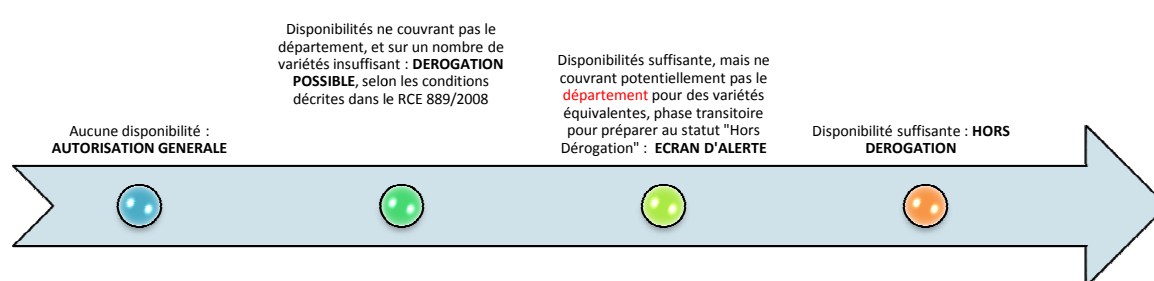 Aucune disponibilité :
AUTORISATION GENERALE
Disponibilités ne couvrant pas le
département, et sur un nombre de
variétés insuffisant : DEROGATION
POSSIBLE, selon les conditions
décrites dans le RCE 889/2008
Disponibilités suffisante, mais ne
couvrant potentiellement pas le
département pour des variétés
équivalentes, phase transitoire
pour préparer au statut "Hors
Dérogation" : ECRAN D'ALERTE
Disponibilité suffisante : HORS
DEROGATION